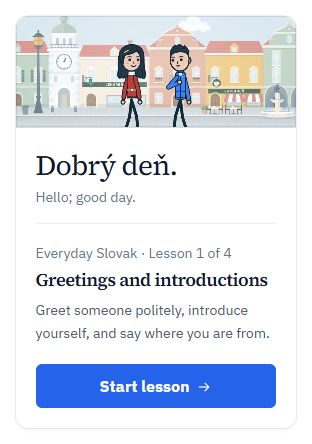 Dobrý deň.
Hello; good day.
Everyday Slovak · Lesson 1 of 4
Greetings and introductions
Greet someone politely, introduce
yourself, and say where you are from.
Start lesson →